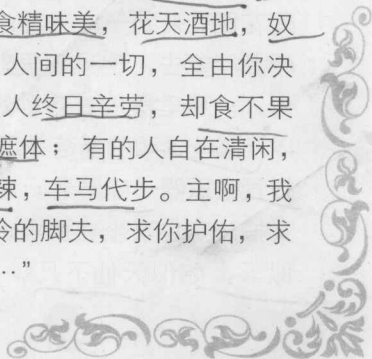 食精味美，花天酒地，奴
人间的一切，全由你决
人终日辛劳，却食不果
遮体；有的人自在清闲，
车马代步。主啊，我
的脚夫，求你护佑，求
…”